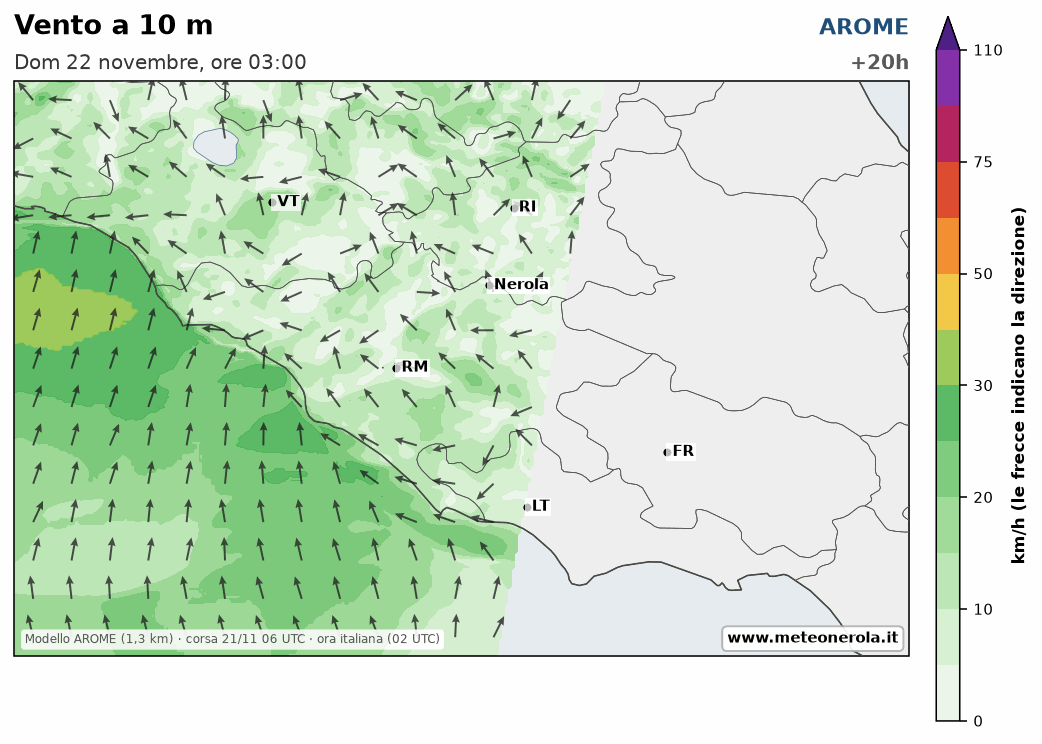 Vento a 10 m
AROME
Dom 22 novembre, ore 03:00
+20h
VT
RI
Nerola
RM
FR
LT
Modello AROME (1,3 km) · corsa 21/11 06 UTC · ora italiana (02 UTC)
www.meteonerola.it
110
75
50
30
20
10
0
km/h (le frecce indicano la direzione)